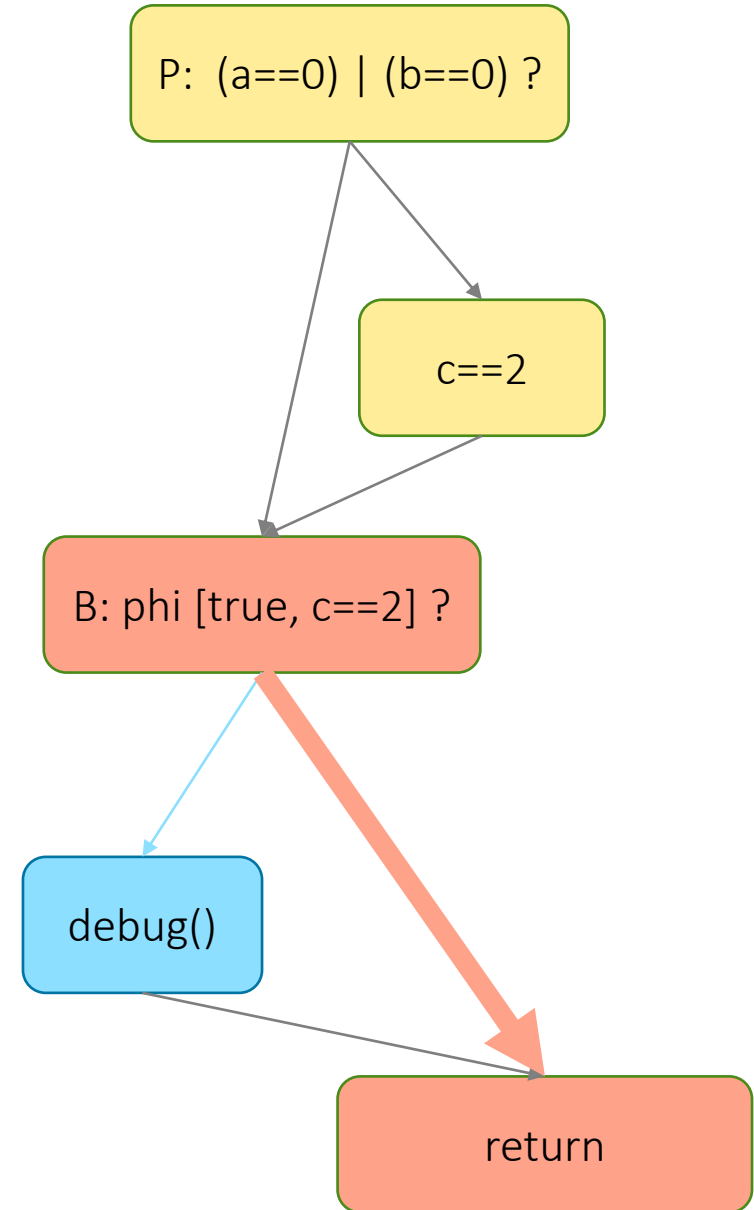 P: (a==0) | (b==0) ?
c==2
B: phi [true, c==2] ?
debug()
return